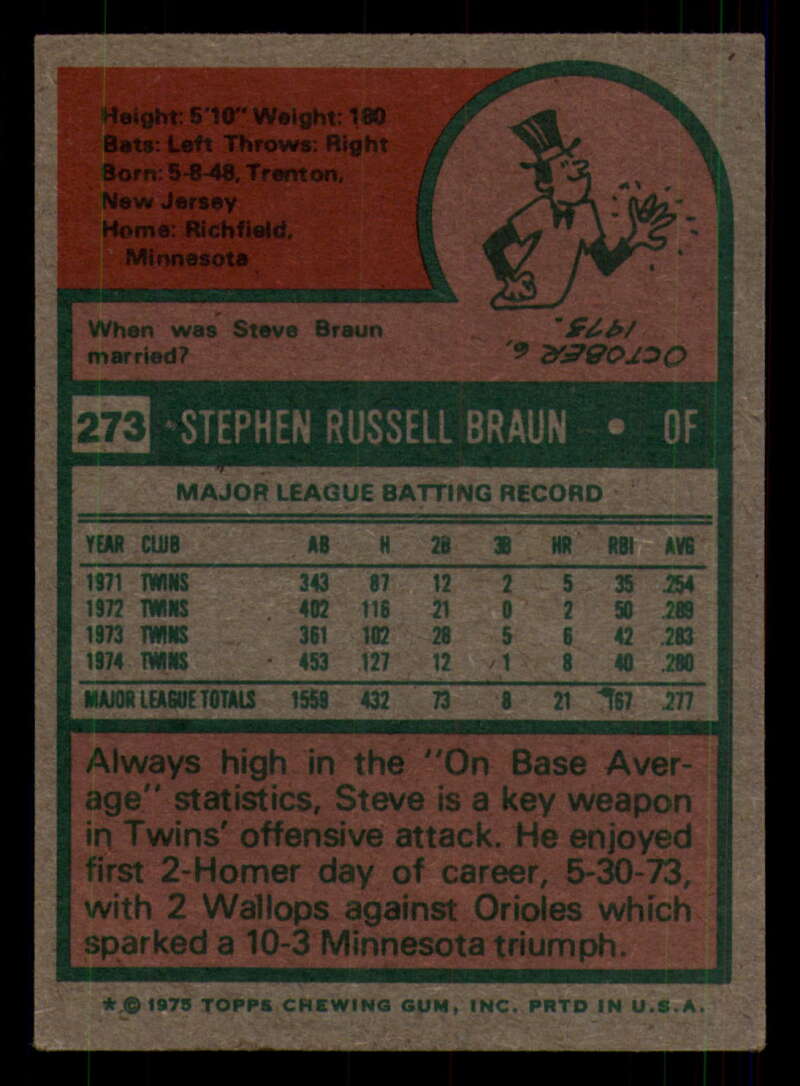 Height: 5'10" Weight: 180
Bats: Left Throws: Right
Born: 5-8-48, Trenton,
New Jersey
Home: Richfield,
Minnesota
When was Steve Braun
married?
OCTOBER 6,
1973.
273 STEPHEN RUSSELL BRAUN • OF
MAJOR LEAGUE BATTING RECORD
YEAR CLUB AB H 2B 3B HR RBI AVG
1971 TWINS 343 87 12 2 5 35 .254
1972 TWINS 402 116 21 0 2 50 .289
1973 TWINS 361 102 28 5 6 42 .283
1974 TWINS 453 127 12 1 8 40 .280
MAJOR LEAGUE TOTALS 1559 432 73 8 21 167 .277
Always high in the "On Base Aver-
age" statistics, Steve is a key weapon
in Twins' offensive attack. He enjoyed
first 2-Homer day of career, 5-30-73,
with 2 Wallops against Orioles which
sparked a 10-3 Minnesota triumph.
* © 1975 TOPPS CHEWING GUM, INC. PRTD IN U.S.A.